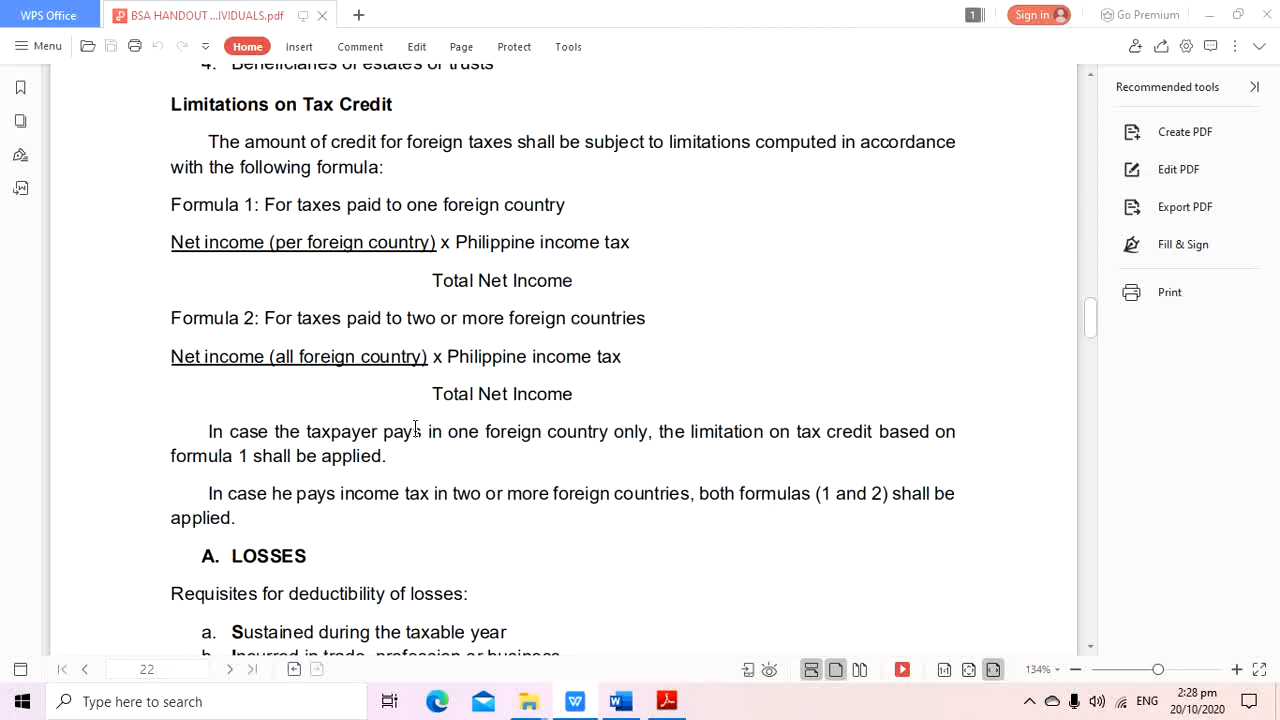 WPS Office
BSA HANDOUT ...IVIDUALS.pdf
1
Sign in
Go Premium
Menu
Home
Insert
Comment
Edit
Page
Protect
Tools
4. Beneficiaries of estates or trusts
Limitations on Tax Credit
The amount of credit for foreign taxes shall be subject to limitations computed in accordance
with the following formula:
Formula 1: For taxes paid to one foreign country
Net income (per foreign country) x Philippine income tax
Total Net Income
Formula 2: For taxes paid to two or more foreign countries
Net income (all foreign country) x Philippine income tax
Total Net Income
In case the taxpayer pays in one foreign country only, the limitation on tax credit based on
formula 1 shall be applied.
In case he pays income tax in two or more foreign countries, both formulas (1 and 2) shall be
applied.
A. LOSSES
Requisites for deductibility of losses:
a. Sustained during the taxable year
b. Incurred in trade, profession or business
Recommended tools
Create PDF
Edit PDF
Export PDF
Fill & Sign
Print
22
134%
Type here to search
ENG
2:28 pm
20/10/2020